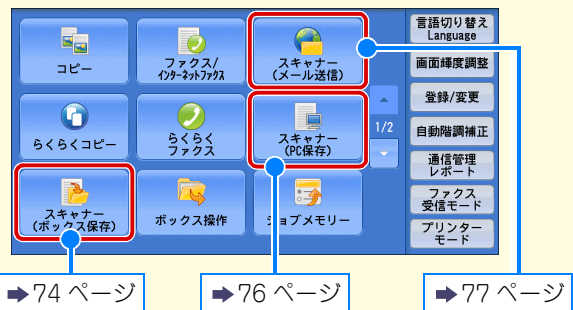 コピー
ファクス/
インターネットファクス
スキャナー
(メール送信)
らくらくコピー
らくらく
ファクス
スキャナー
(PC保存)
スキャナー
(ボックス保存)
ボックス操作
ジョブメモリー
1/2
言語切り替え
Language
画面輝度調整
登録/変更
自動階調補正
通信管理
レポート
ファクス
受信モード
プリンター
モード
➡74 ページ
➡76 ページ
➡77 ページ